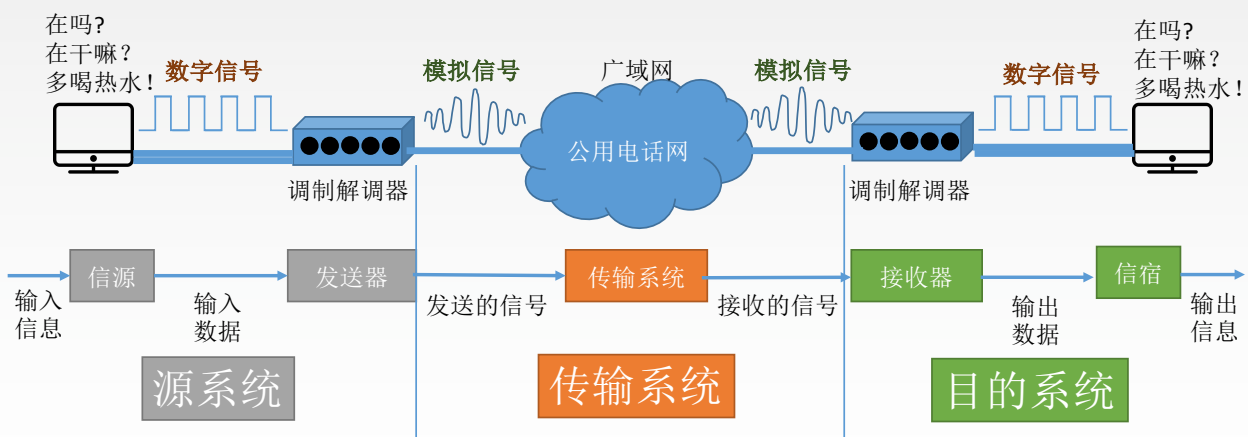 在吗?
在干嘛?
多喝热水!
数字信号
模拟信号
广域网
模拟信号
数字信号
在吗?
在干嘛?
多喝热水!
公用电话网
调制解调器
调制解调器
信源
发送器
传输系统
接收器
信宿
输入
信息
输入
数据
发送的信号
接收的信号
输出
数据
输出
信息
源系统
传输系统
目的系统